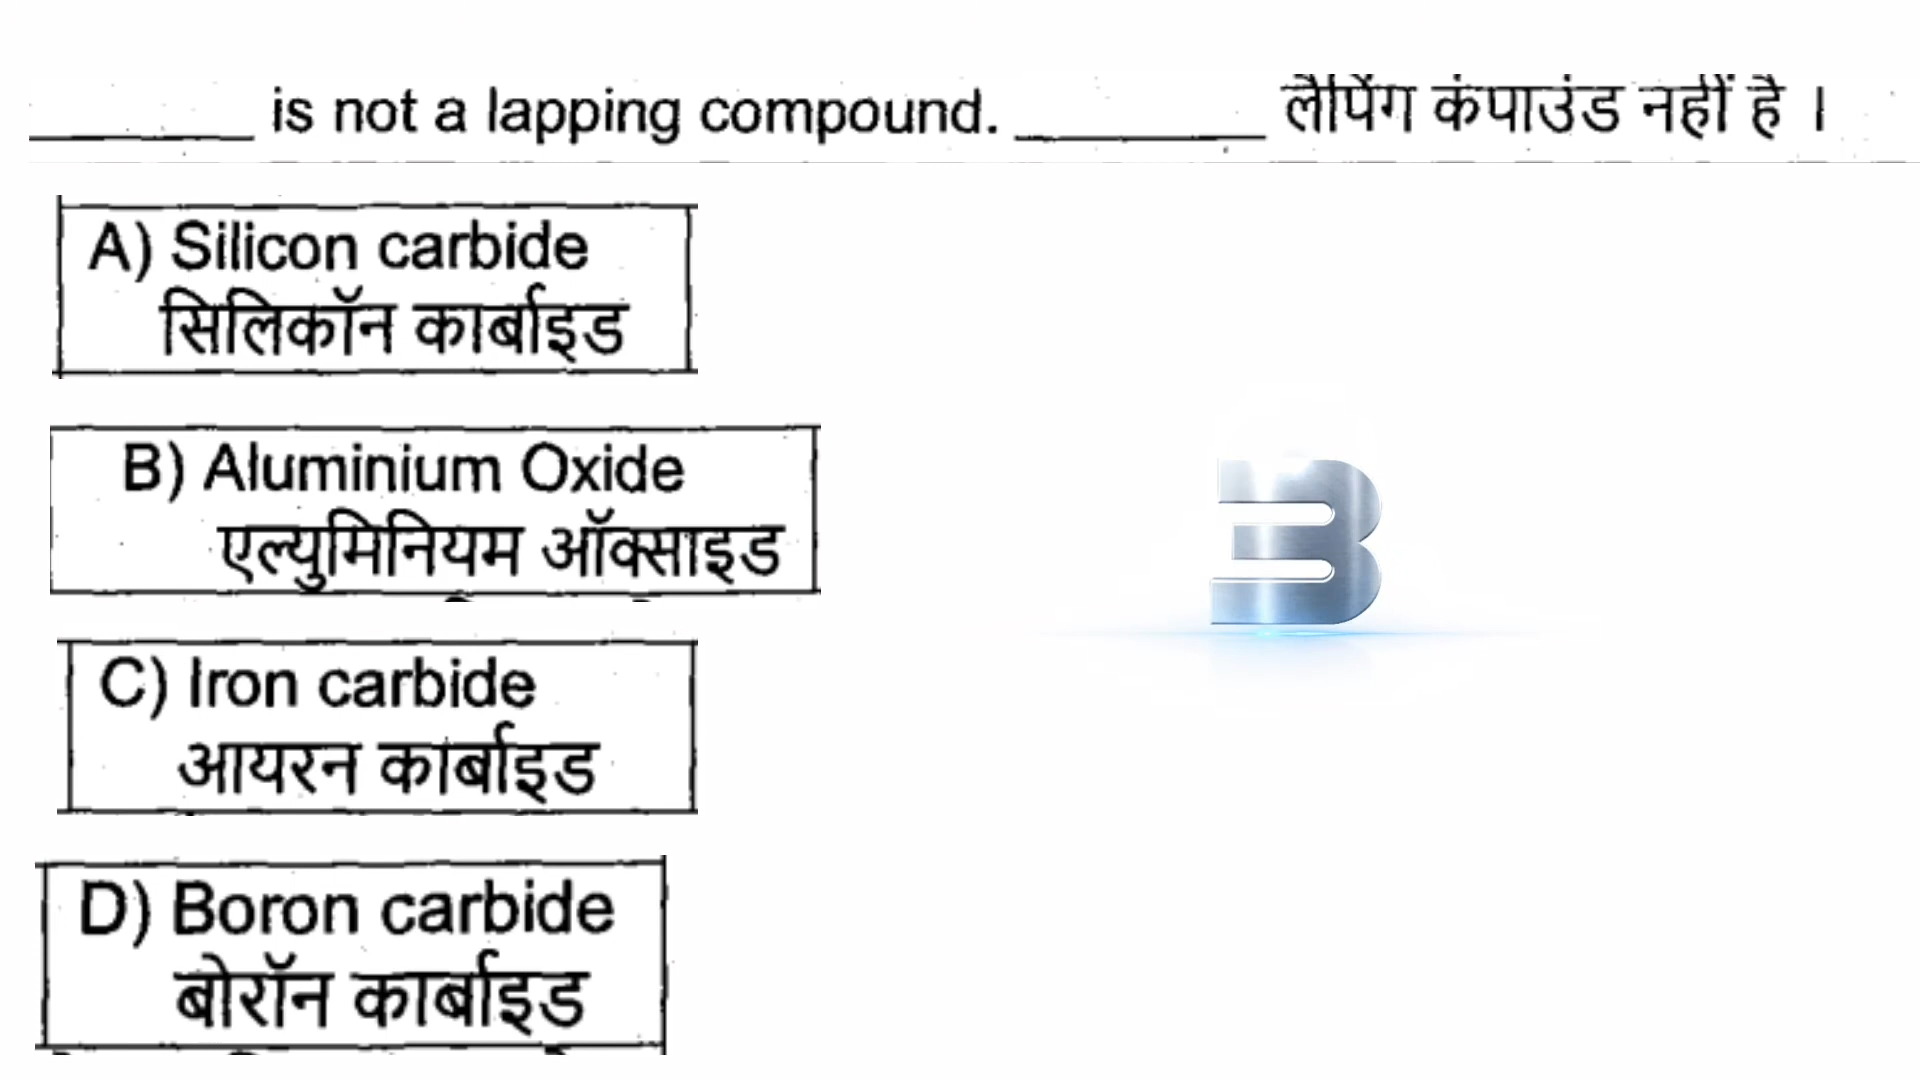 ________ is not a lapping compound. ________ लैपिंग कंपाउंड नहीं है ।
A) Silicon carbide
सिलिकॉन कार्बाइड
B) Aluminium Oxide
एल्युमिनियम ऑक्साइड
C) Iron carbide
आयरन कार्बाइड
D) Boron carbide
बोरॉन कार्बाइड
B